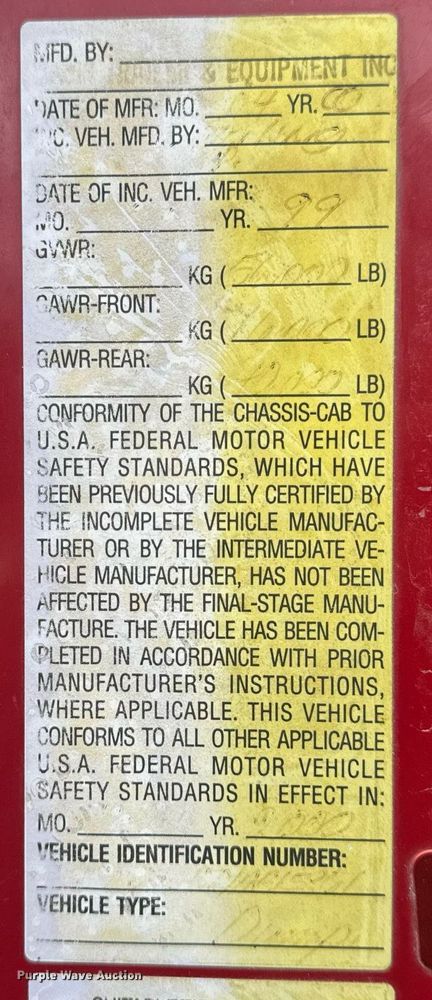 MFD. BY:
& EQUIPMENT INC
DATE OF MFR: MO. 4 YR. 00
INC. VEH. MFD. BY:
DATE OF INC. VEH. MFR:
MO. YR. 99
GVWR:
KG ( LB)
GAWR-FRONT:
KG ( LB)
GAWR-REAR:
KG ( LB)
CONFORMITY OF THE CHASSIS-CAB TO
U.S.A. FEDERAL MOTOR VEHICLE
SAFETY STANDARDS, WHICH HAVE
BEEN PREVIOUSLY FULLY CERTIFIED BY
THE INCOMPLETE VEHICLE MANUFAC-
TURER OR BY THE INTERMEDIATE VE-
HICLE MANUFACTURER, HAS NOT BEEN
AFFECTED BY THE FINAL-STAGE MANU-
FACTURE. THE VEHICLE HAS BEEN COM-
PLETED IN ACCORDANCE WITH PRIOR
MANUFACTURER'S INSTRUCTIONS,
WHERE APPLICABLE. THIS VEHICLE
CONFORMS TO ALL OTHER APPLICABLE
U.S.A. FEDERAL MOTOR VEHICLE
SAFETY STANDARDS IN EFFECT IN:
MO. YR.
VEHICLE IDENTIFICATION NUMBER:
VEHICLE TYPE:
Dump
Purple Wave Auction